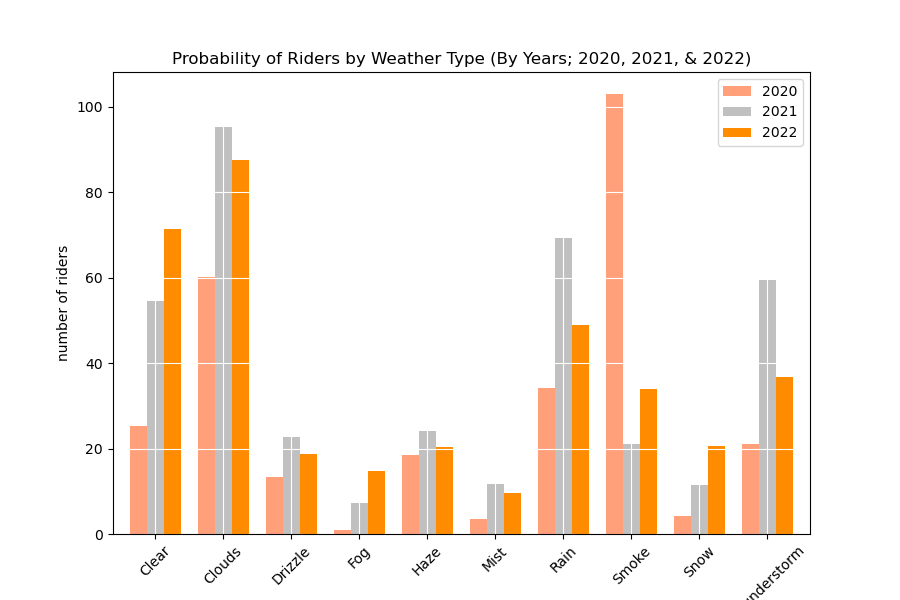 Probability of Riders by Weather Type (By Years; 2020, 2021, & 2022)
2020
2021
2022
number of riders
100
80
60
40
20
0
Clear
Clouds
Drizzle
Fog
Haze
Mist
Rain
Smoke
Snow
understorm